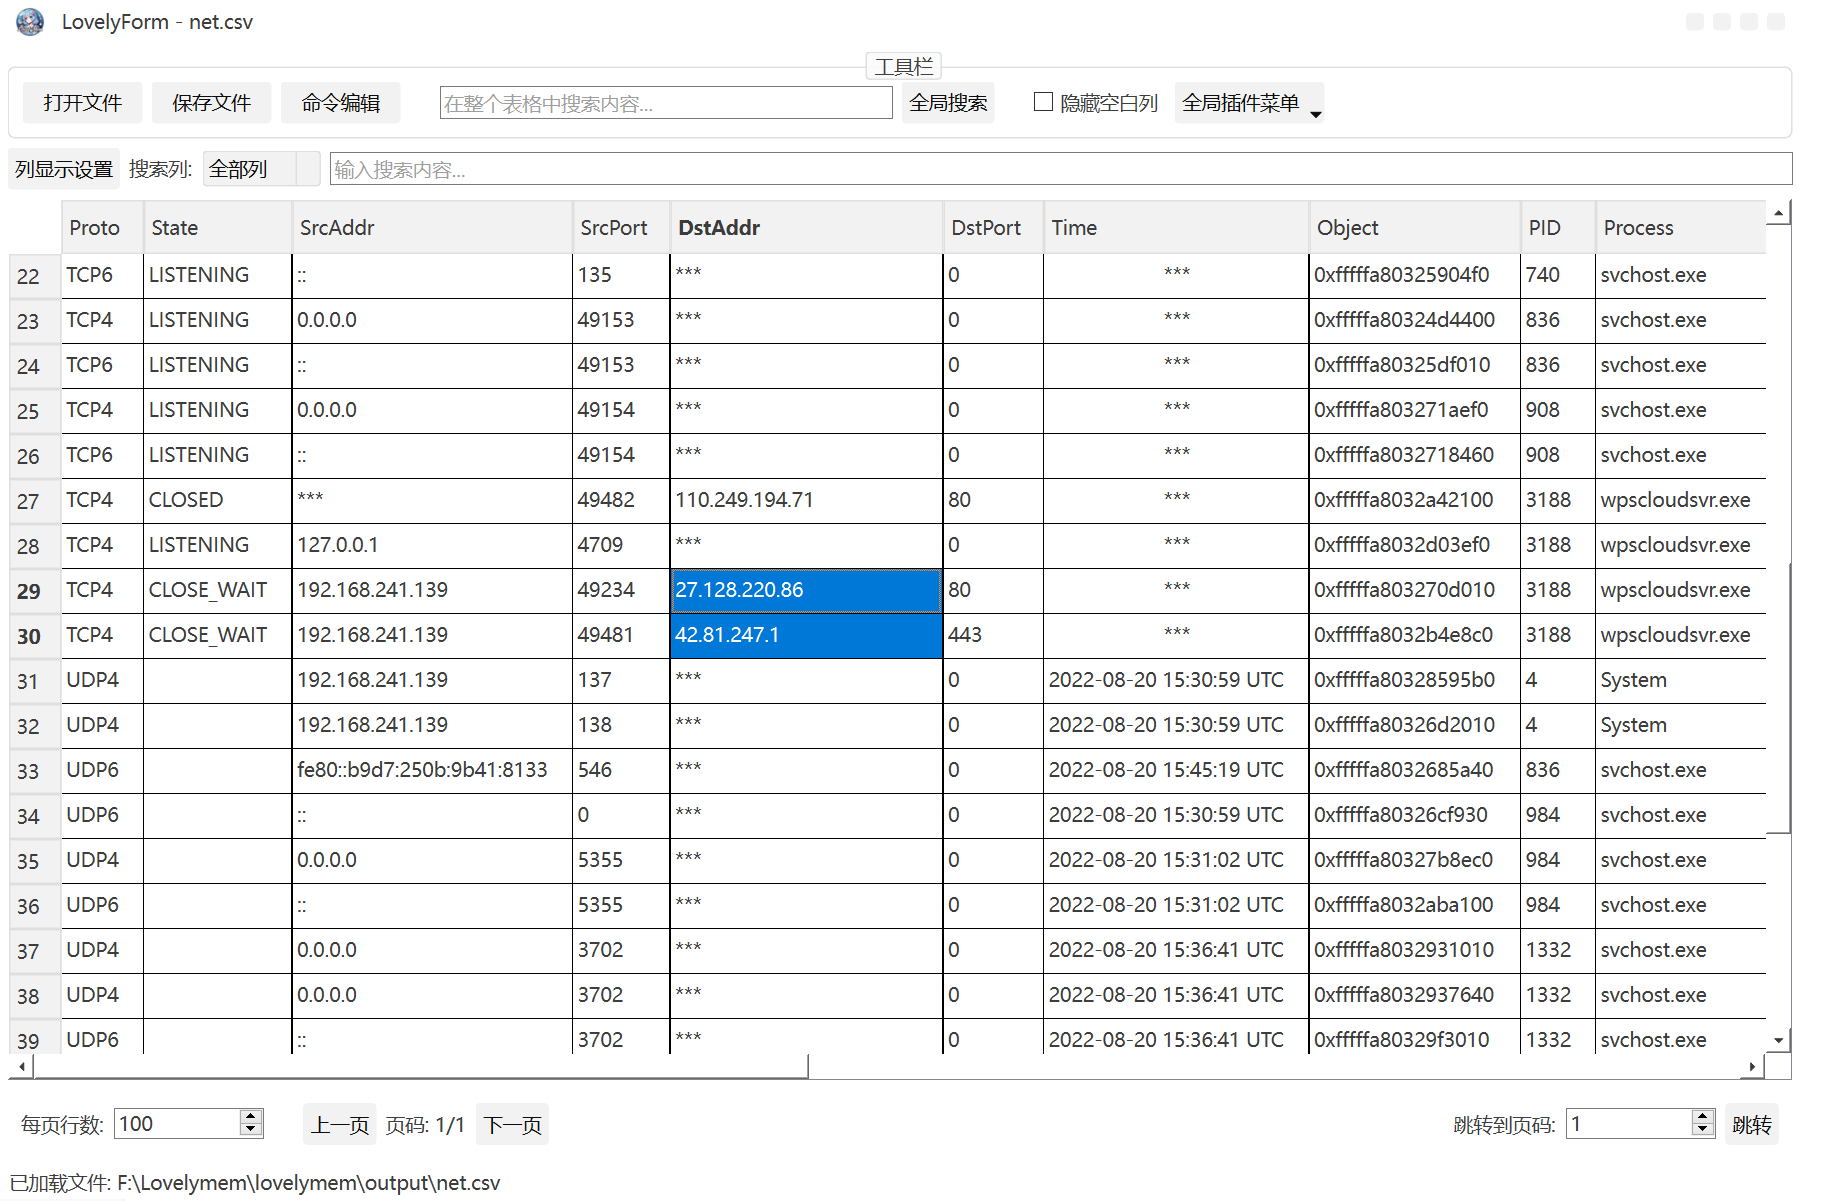 LovelyForm - net.csv
工具栏
打开文件 保存文件 命令编辑 在整个表格中搜索内容... 全局搜索 隐藏空白列 全局插件菜单
列显示设置 搜索列: 全部列 输入搜索内容...
Proto State SrcAddr SrcPort DstAddr DstPort Time Object PID Process
22 TCP6 LISTENING :: 135 *** 0 *** 0xfffffa80325904f0 740 svchost.exe
23 TCP4 LISTENING 0.0.0.0 49153 *** 0 *** 0xfffffa80324d4400 836 svchost.exe
24 TCP6 LISTENING :: 49153 *** 0 *** 0xfffffa80325df010 836 svchost.exe
25 TCP4 LISTENING 0.0.0.0 49154 *** 0 *** 0xfffffa803271aef0 908 svchost.exe
26 TCP6 LISTENING :: 49154 *** 0 *** 0xfffffa8032718460 908 svchost.exe
27 TCP4 CLOSED *** 49482 110.249.194.71 80 *** 0xfffffa8032a42100 3188 wpscloudsvr.exe
28 TCP4 LISTENING 127.0.0.1 4709 *** 0 *** 0xfffffa8032d03ef0 3188 wpscloudsvr.exe
29 TCP4 CLOSE_WAIT 192.168.241.139 49234 27.128.220.86 80 *** 0xfffffa803270d010 3188 wpscloudsvr.exe
30 TCP4 CLOSE_WAIT 192.168.241.139 49481 42.81.247.1 443 *** 0xfffffa8032b4e8c0 3188 wpscloudsvr.exe
31 UDP4 192.168.241.139 137 *** 0 2022-08-20 15:30:59 UTC 0xfffffa80328595b0 4 System
32 UDP4 192.168.241.139 138 *** 0 2022-08-20 15:30:59 UTC 0xfffffa80326d2010 4 System
33 UDP6 fe80::b9d7:250b:9b41:8133 546 *** 0 2022-08-20 15:45:19 UTC 0xfffffa8032685a40 836 svchost.exe
34 UDP6 :: 0 *** 0 2022-08-20 15:30:59 UTC 0xfffffa80326cf930 984 svchost.exe
35 UDP4 0.0.0.0 5355 *** 0 2022-08-20 15:31:02 UTC 0xfffffa80327b8ec0 984 svchost.exe
36 UDP6 :: 5355 *** 0 2022-08-20 15:31:02 UTC 0xfffffa8032aba100 984 svchost.exe
37 UDP4 0.0.0.0 3702 *** 0 2022-08-20 15:36:41 UTC 0xfffffa8032931010 1332 svchost.exe
38 UDP4 0.0.0.0 3702 *** 0 2022-08-20 15:36:41 UTC 0xfffffa8032937640 1332 svchost.exe
39 UDP6 :: 3702 *** 0 2022-08-20 15:36:41 UTC 0xfffffa80329f3010 1332 svchost.exe
每页行数: 100 上一页 页码: 1/1 下一页 跳转到页码: 1 跳转
已加载文件: F:\Lovelymem\lovelymem\output\net.csv